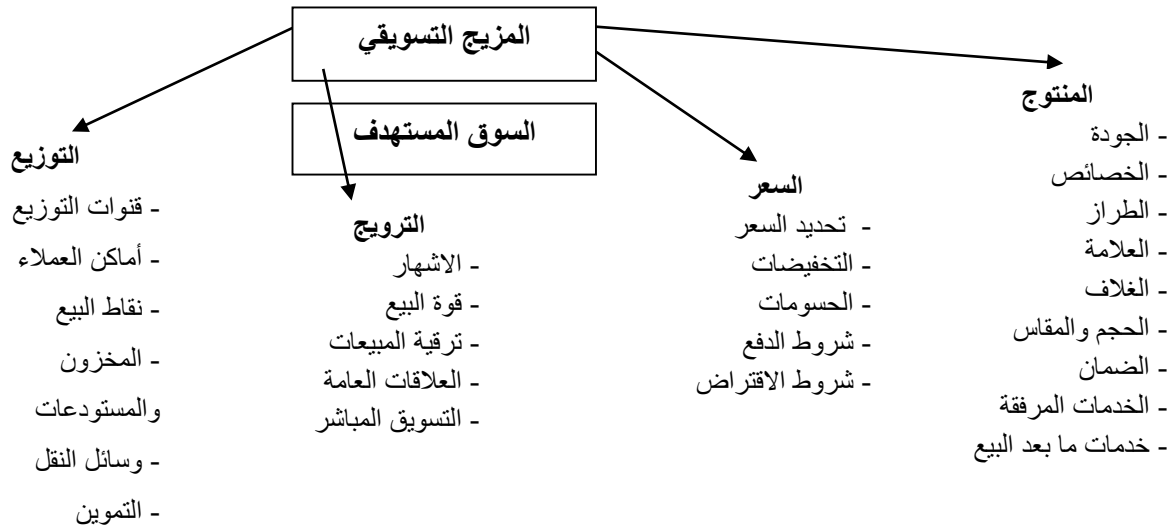 المزيج التسويقي
السوق المستهدف
المنتوج
- الجودة
- الخصائص
- الطراز
- العلامة
- الغلاف
- الحجم والمقاس
- الضمان
- الخدمات المرفقة
- خدمات ما بعد البيع
السعر
- تحديد السعر
- التخفيضات
- الحسومات
- شروط الدفع
- شروط الاقتراض
الترويج
- الاشهار
- قوة البيع
- ترقية المبيعات
- العلاقات العامة
- التسويق المباشر
التوزيع
- قنوات التوزيع
- أماكن العملاء
- نقاط البيع
- المخزون
والمستودعات
- وسائل النقل
- التموين